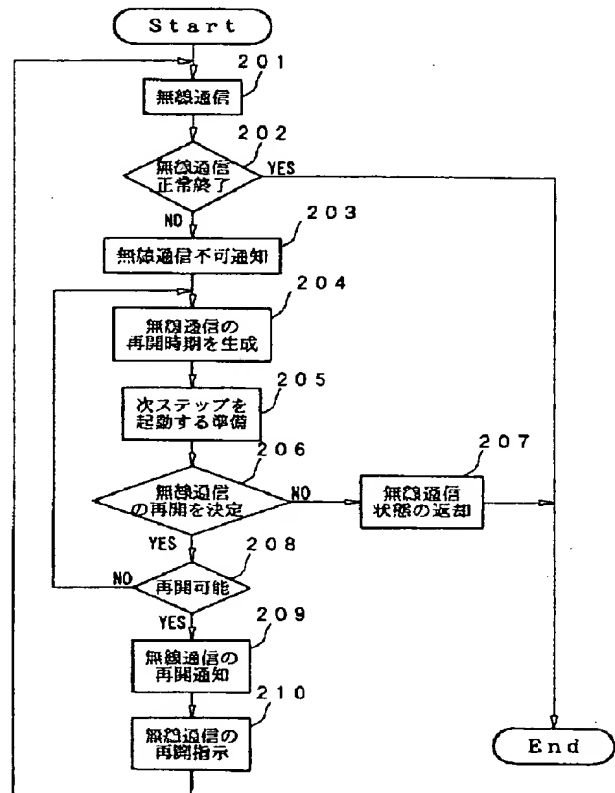 Start
201
無線通信
202
無線通信
正常終了
YES
NO
203
無線通信不可通知
204
無線通信の
再開時期を生成
205
次ステップを
起動する準備
206
無線通信
の再開を決定
NO
207
無線通信
状態の返却
YES
208
再開可能
NO
YES
209
無線通信の
再開通知
210
無線通信の
再開指示
End